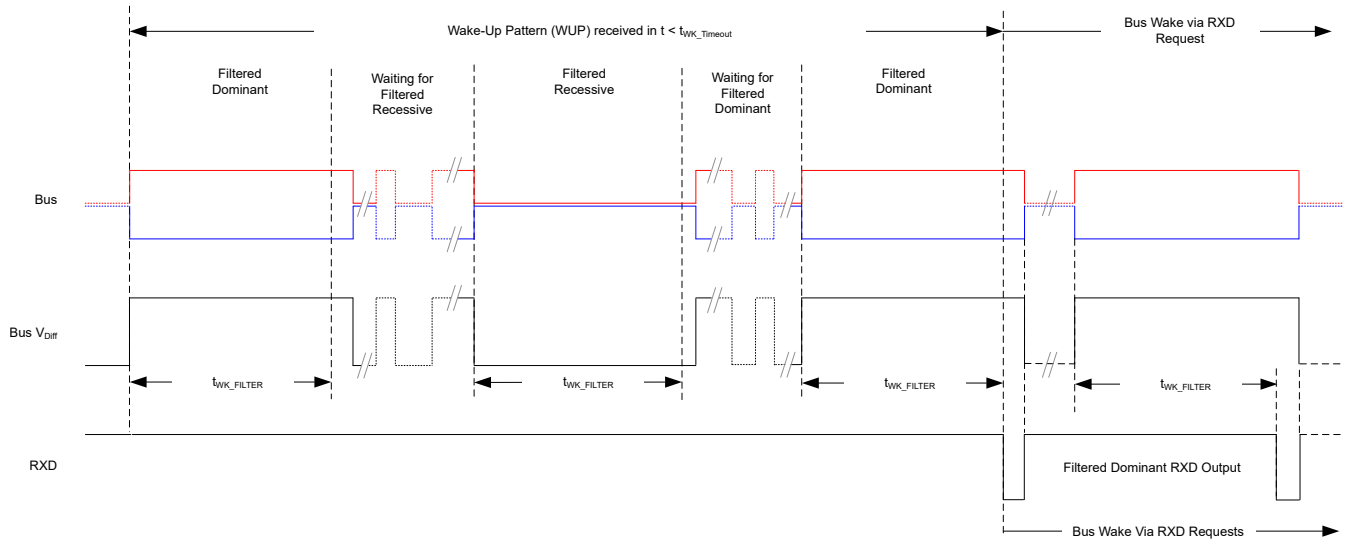 Wake-Up Pattern (WUP) received in t < tWK_Timeout
Bus Wake via RXD
Request
Filtered
Dominant
Waiting for
Filtered
Recessive
Filtered
Recessive
Waiting for
Filtered
Dominant
Filtered
Dominant
Bus
Bus VDiff
tWK_FILTER
tWK_FILTER
tWK_FILTER
tWK_FILTER
RXD
Filtered Dominant RXD Output
Bus Wake Via RXD Requests